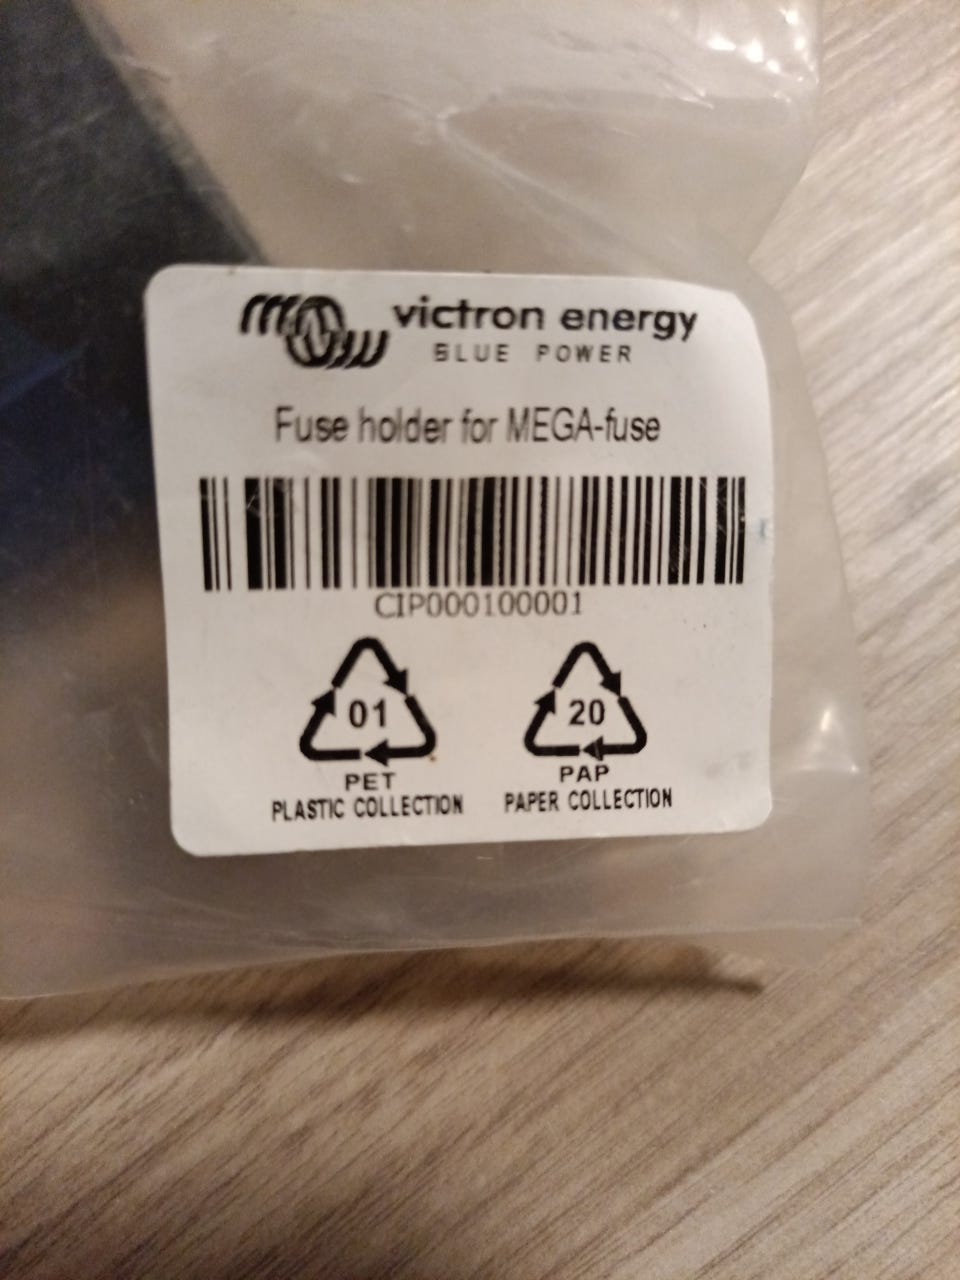 victron energy
BLUE POWER
Fuse holder for MEGA-fuse
CIP000100001
01 20
PET PAP
PLASTIC COLLECTION PAPER COLLECTION